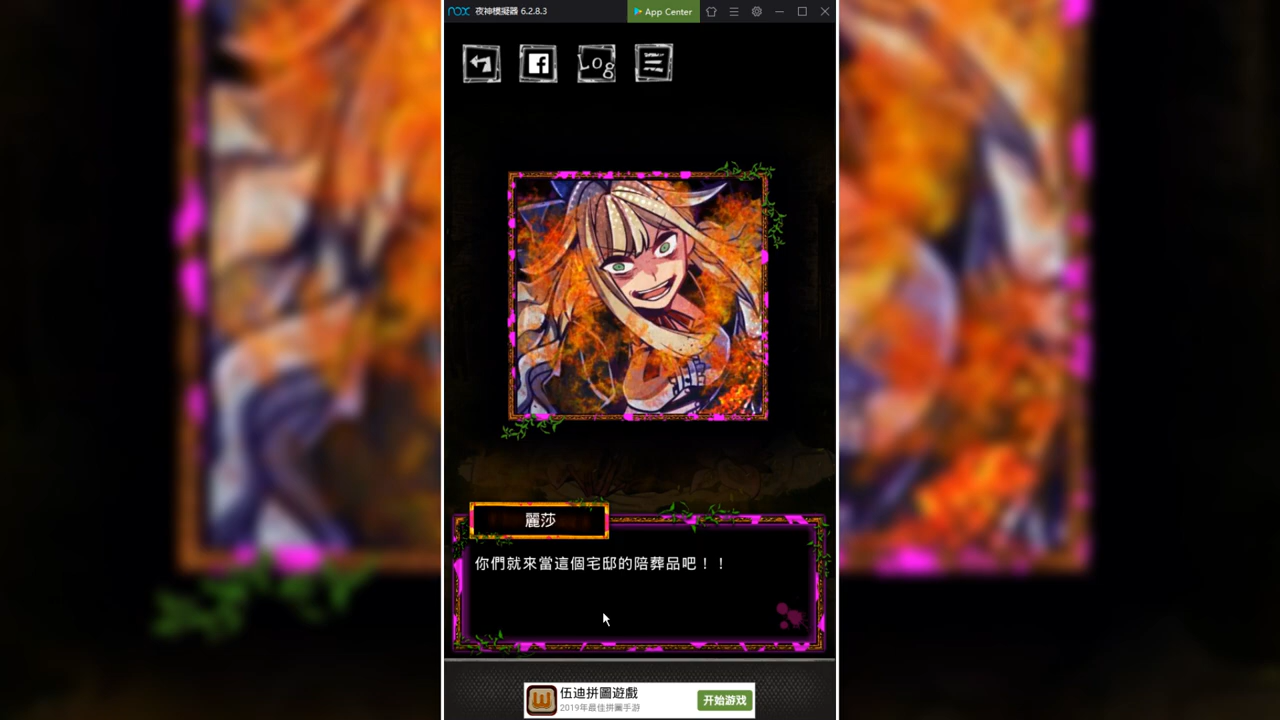 nox 夜神模擬器 6.2.8.3
App Center
Log
麗莎
你們就來當這個宅邸的陪葬品吧！！
伍迪拼圖遊戲
2019年最佳拼圖手游
开始游戏